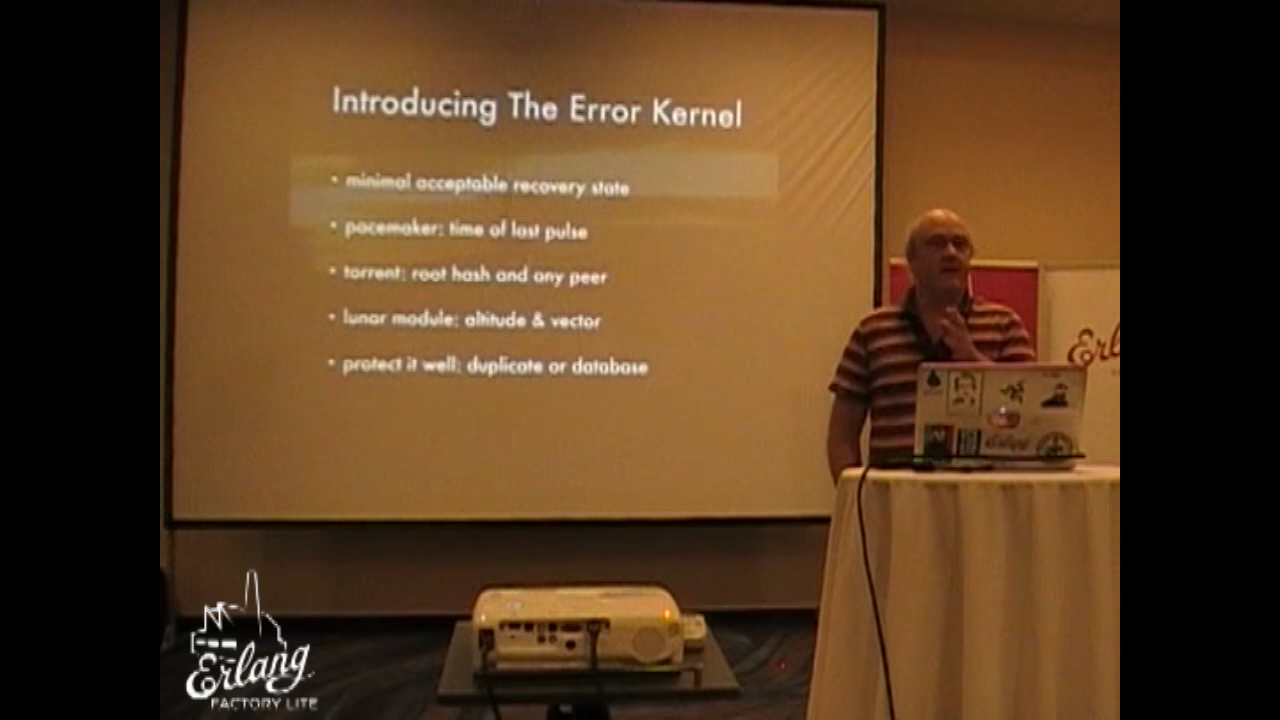 Introducing The Error Kernel
• minimal acceptable recovery state
• pacemaker: time of last pulse
• torrent: root hash and any peer
• lunar module: altitude & vector
• protect it well: duplicate or database
Erlang
FACTORY LITE